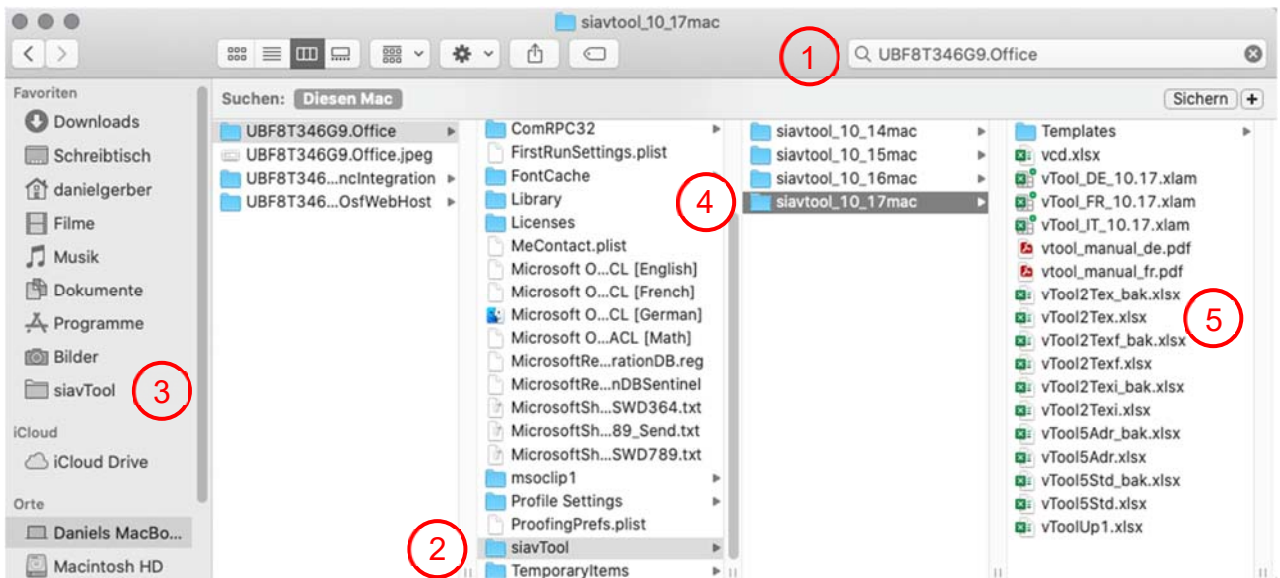 siavtool_10_17mac
1
UBF8T346G9.Office
Favoriten
Downloads
Schreibtisch
danielgerber
Filme
Musik
Dokumente
Programme
Bilder
siavTool
3
iCloud
iCloud Drive
Orte
Daniels MacBo...
Macintosh HD
Suchen: Diesen Mac
Sichern +
UBF8T346G9.Office
UBF8T346G9.Office.jpeg
UBF8T346...ncIntegration
UBF8T346...OsfWebHost
2
ComRPC32
FirstRunSettings.plist
FontCache
Library
Licenses
MeContact.plist
Microsoft O...CL [English]
Microsoft O...CL [French]
Microsoft O...CL [German]
Microsoft O...ACL [Math]
MicrosoftRe...rationDB.reg
MicrosoftRe...nDBSentinel
MicrosoftSh...SWD364.txt
MicrosoftSh...89_Send.txt
MicrosoftSh...SWD789.txt
msoclip1
Profile Settings
ProofingPrefs.plist
siavTool
TemporaryItems
4
siavtool_10_14mac
siavtool_10_15mac
siavtool_10_16mac
siavtool_10_17mac
Templates
vcd.xlsx
vTool_DE_10.17.xlam
vTool_FR_10.17.xlam
vTool_IT_10.17.xlam
vtool_manual_de.pdf
vtool_manual_fr.pdf
vTool2Tex_bak.xlsx
vTool2Tex.xlsx
vTool2Texf_bak.xlsx
vTool2Texf.xlsx
vTool2Texi_bak.xlsx
vTool2Texi.xlsx
vTool5Adr_bak.xlsx
vTool5Adr.xlsx
vTool5Std_bak.xlsx
vTool5Std.xlsx
vToolUp1.xlsx
5